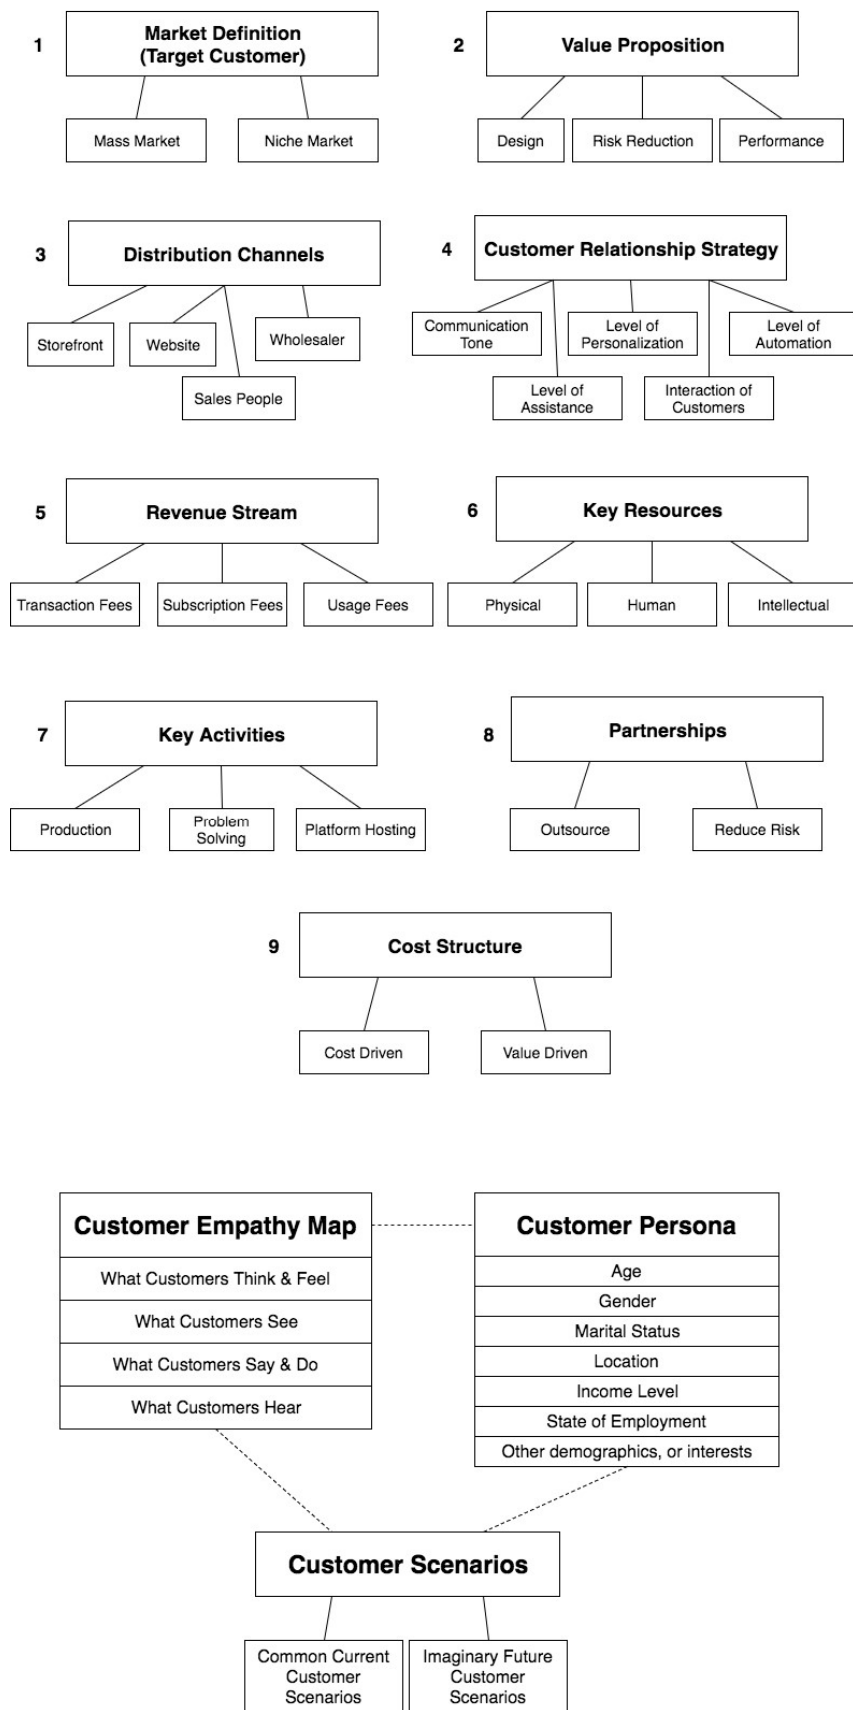 1
Market Definition
(Target Customer)
Mass Market
Niche Market
2
Value Proposition
Design
Risk Reduction
Performance
3
Distribution Channels
Storefront
Website
Wholesaler
Sales People
4
Customer Relationship Strategy
Communication
Tone
Level of
Personalization
Level of
Automation
Level of
Assistance
Interaction of
Customers
5
Revenue Stream
Transaction Fees
Subscription Fees
Usage Fees
6
Key Resources
Physical
Human
Intellectual
7
Key Activities
Production
Problem
Solving
Platform Hosting
8
Partnerships
Outsource
Reduce Risk
9
Cost Structure
Cost Driven
Value Driven
Customer Empathy Map
What Customers Think & Feel
What Customers See
What Customers Say & Do
What Customers Hear
Customer Persona
Age
Gender
Marital Status
Location
Income Level
State of Employment
Other demographics, or interests
Customer Scenarios
Common Current
Customer
Scenarios
Imaginary Future
Customer
Scenarios